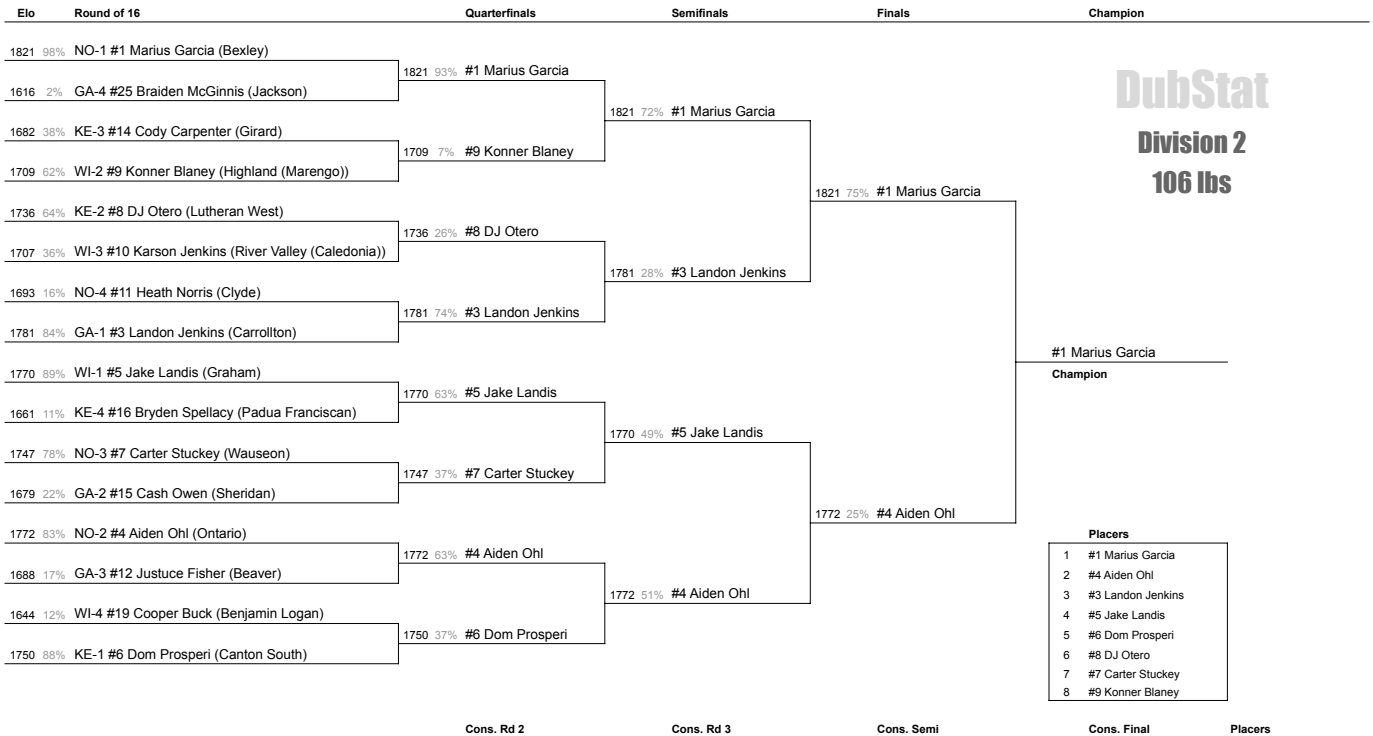 Elo Round of 16 Quarterfinals Semifinals Finals Champion
1821 98% NO-1 #1 Marius Garcia (Bexley)
1821 93% #1 Marius Garcia
1616 2% GA-4 #25 Braiden McGinnis (Jackson)
1821 72% #1 Marius Garcia
1682 38% KE-3 #14 Cody Carpenter (Girard)
1709 7% #9 Konner Blaney
1709 62% WI-2 #9 Konner Blaney (Highland (Marengo))
1821 75% #1 Marius Garcia
1736 64% KE-2 #8 DJ Otero (Lutheran West)
1736 26% #8 DJ Otero
1707 36% WI-3 #10 Karson Jenkins (River Valley (Caledonia))
1781 28% #3 Landon Jenkins
1693 16% NO-4 #11 Heath Norris (Clyde)
1781 74% #3 Landon Jenkins
1781 84% GA-1 #3 Landon Jenkins (Carrollton)
#1 Marius Garcia
Champion
1770 89% WI-1 #5 Jake Landis (Graham)
1770 63% #5 Jake Landis
1661 11% KE-4 #16 Bryden Spellacy (Padua Franciscan)
1770 49% #5 Jake Landis
1747 78% NO-3 #7 Carter Stuckey (Wauseon)
1747 37% #7 Carter Stuckey
1679 22% GA-2 #15 Cash Owen (Sheridan)
1772 25% #4 Aiden Ohl
1772 83% NO-2 #4 Aiden Ohl (Ontario)
1772 63% #4 Aiden Ohl
1688 17% GA-3 #12 Justuce Fisher (Beaver)
1772 51% #4 Aiden Ohl
1644 12% WI-4 #19 Cooper Buck (Benjamin Logan)
1750 37% #6 Dom Prosperi
1750 88% KE-1 #6 Dom Prosperi (Canton South)
DubStat
Division 2
106 lbs
Placers
1 #1 Marius Garcia
2 #4 Aiden Ohl
3 #3 Landon Jenkins
4 #5 Jake Landis
5 #6 Dom Prosperi
6 #8 DJ Otero
7 #7 Carter Stuckey
8 #9 Konner Blaney
Cons. Rd 2 Cons. Rd 3 Cons. Semi Cons. Final Placers